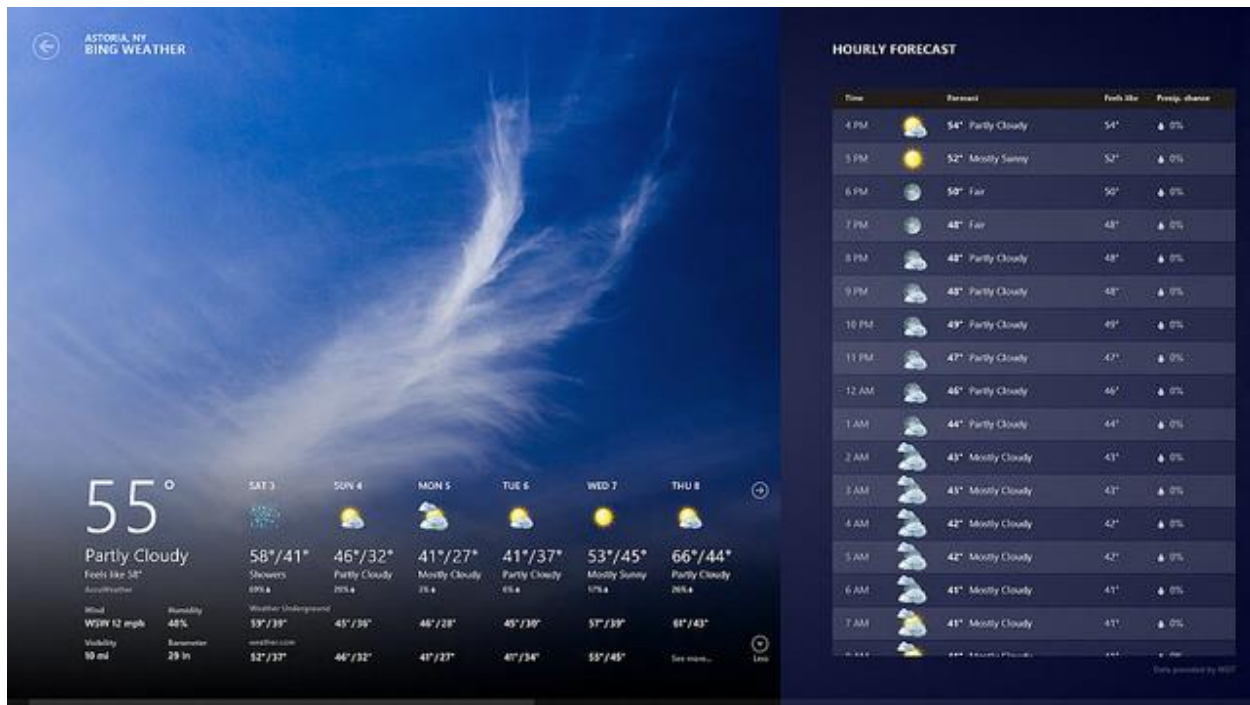 ASTORIA, NY
BING WEATHER
55°
Partly Cloudy
Feels like 58°
AccuWeather
Wind
WSW 12 mph
Humidity
48%
Visibility
10 mi
Barometer
29 in
SAT 3 SUN 4 MON 5 TUE 6 WED 7 THU 8
58°/41° 46°/32° 41°/27° 41°/37° 53°/45° 66°/44°
Showers Partly Cloudy Mostly Cloudy Partly Cloudy Mostly Sunny Partly Cloudy
Weather Underground
59°/39° 45°/36° 46°/28° 45°/30° 57°/39° 61°/43°
weather.com
52°/37° 46°/32° 41°/27° 41°/34° 55°/45° See more...
Less
HOURLY FORECAST
Time Forecast Feels like Precip. chance
4 PM 54° Partly Cloudy 54° 0%
5 PM 52° Mostly Sunny 52° 0%
6 PM 50° Fair 50° 0%
7 PM 48° Fair 48° 0%
8 PM 48° Partly Cloudy 48° 0%
9 PM 48° Partly Cloudy 48° 0%
10 PM 49° Partly Cloudy 49° 0%
11 PM 47° Partly Cloudy 47° 0%
12 AM 46° Partly Cloudy 46° 0%
1 AM 44° Partly Cloudy 44° 0%
2 AM 43° Mostly Cloudy 43° 0%
3 AM 43° Mostly Cloudy 43° 0%
4 AM 42° Mostly Cloudy 42° 0%
5 AM 42° Mostly Cloudy 42° 0%
6 AM 41° Mostly Cloudy 41° 0%
7 AM 41° Mostly Cloudy 41° 0%
Data provided by WDT